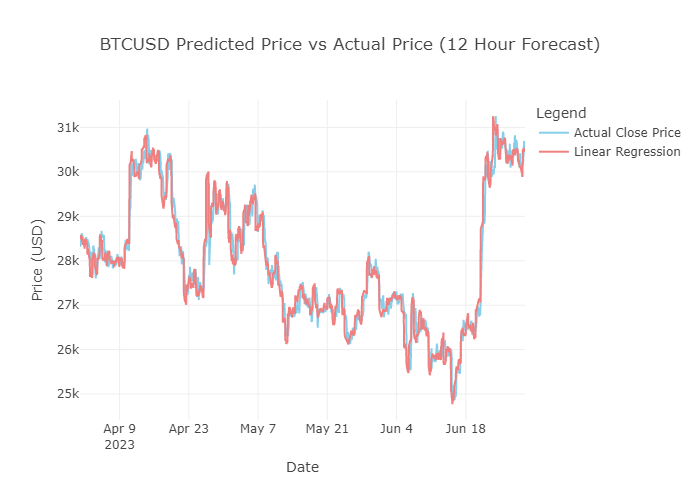 BTCUSD Predicted Price vs Actual Price (12 Hour Forecast)
Legend
Actual Close Price
Linear Regression
31k
30k
29k
28k
27k
26k
25k
Price (USD)
Apr 9
2023
Apr 23
May 7
May 21
Jun 4
Jun 18
Date